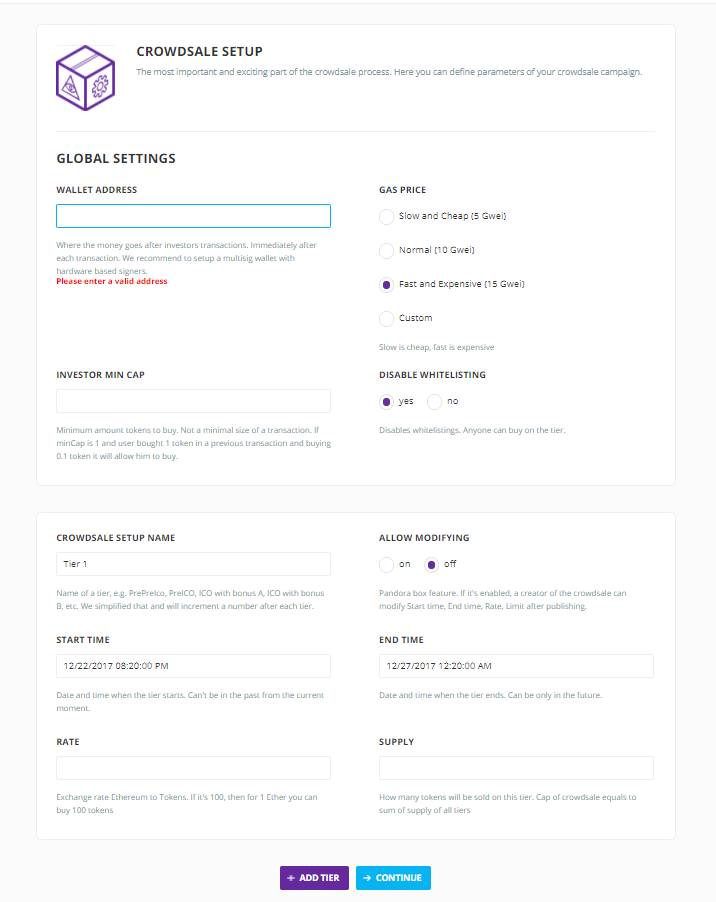 CROWDSALE SETUP
The most important and exciting part of the crowdsale process. Here you can define parameters of your crowdsale campaign.
GLOBAL SETTINGS
WALLET ADDRESS
Where the money goes after investors transactions. Immediately after
each transaction. We recommend to setup a multisig wallet with
hardware based signers.
Please enter a valid address
GAS PRICE
Slow and Cheap (5 Gwei)
Normal (10 Gwei)
Fast and Expensive (15 Gwei)
Custom
Slow is cheap, fast is expensive
INVESTOR MIN CAP
Minimum amount tokens to buy. Not a minimal size of a transaction. If
minCap is 1 and user bought 1 token in a previous transaction and buying
0.1 token it will allow him to buy.
DISABLE WHITELISTING
yes no
Disables whitelistings. Anyone can buy on the tier.
CROWDSALE SETUP NAME
Tier 1
Name of a tier, e.g. PrePreIco, PreICO, ICO with bonus A, ICO with bonus
B, etc. We simplified that and will increment a number after each tier.
ALLOW MODIFYING
on off
Pandora box feature. If it's enabled, a creator of the crowdsale can
modify Start time, End time, Rate, Limit after publishing.
START TIME
12/22/2017 08:20:00 PM
Date and time when the tier starts. Can't be in the past from the current
moment.
END TIME
12/27/2017 12:20:00 AM
Date and time when the tier ends. Can be only in the future.
RATE
Exchange rate Ethereum to Tokens. If it's 100, then for 1 Ether you can
buy 100 tokens
SUPPLY
How many tokens will be sold on this tier. Cap of crowdsale equals to
sum of supply of all tiers
ADD TIER
CONTINUE